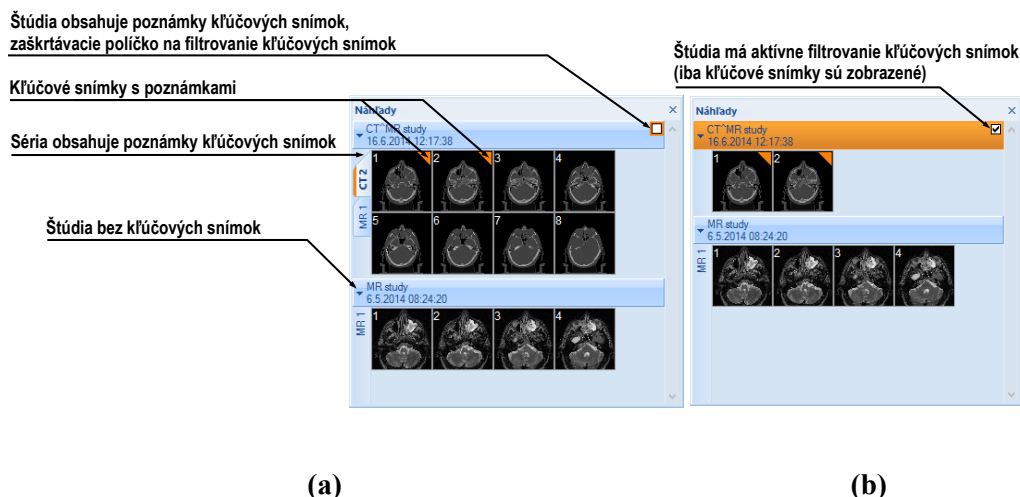 Štúdia obsahuje poznámky kľúčových snímok,
zaškrtávacie políčko na filtrovanie kľúčových snímok
Kľúčové snímky s poznámkami
Séria obsahuje poznámky kľúčových snímok
Štúdia bez kľúčových snímok
Náhľady
CT^MR study
16.6.2014 12:17:38
CT 2
MR 1
1 2 3 4
5 6 7 8
MR study
6.5.2014 08:24:20
MR 1
1 2 3 4
(a)
Štúdia má aktívne filtrovanie kľúčových snímok
(iba kľúčové snímky sú zobrazené)
Náhľady
CT^MR study
16.6.2014 12:17:38
1 2
MR study
6.5.2014 08:24:20
MR 1
1 2 3 4
(b)